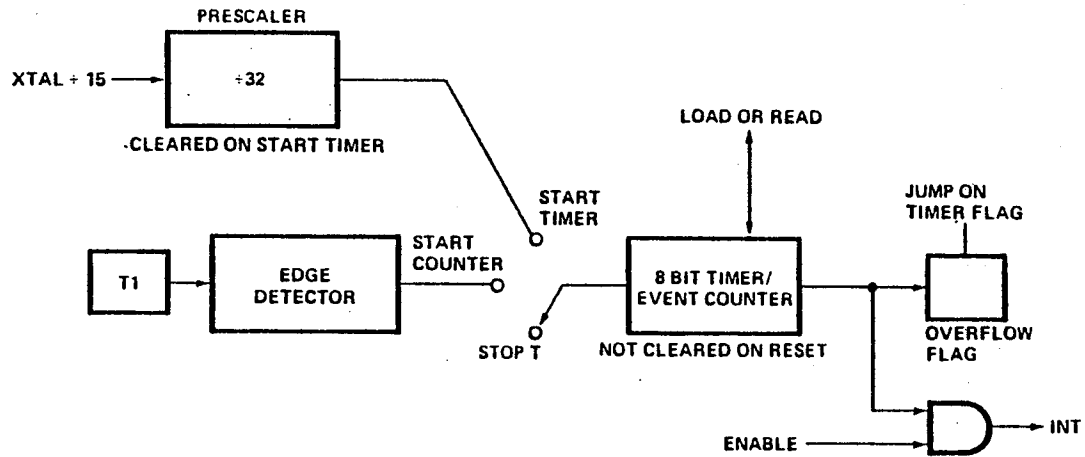 PRESCALER
XTAL ÷ 15
÷32
CLEARED ON START TIMER
LOAD OR READ
START
TIMER
JUMP ON
TIMER FLAG
T1
EDGE
DETECTOR
START
COUNTER
8 BIT TIMER/
EVENT COUNTER
STOP T
NOT CLEARED ON RESET
OVERFLOW
FLAG
ENABLE
INT